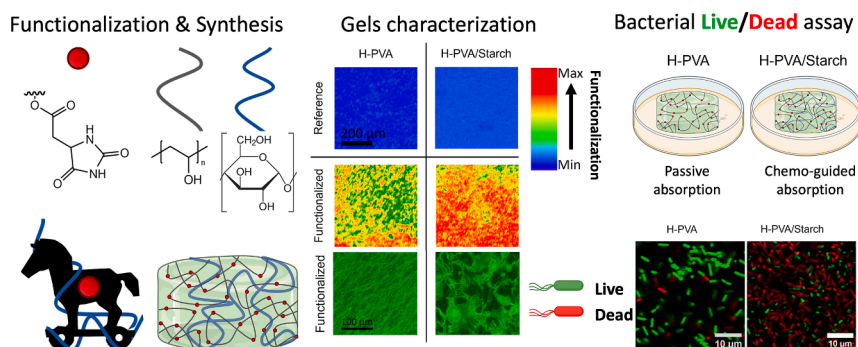 Functionalization & Synthesis
O
O
NH
HN
O
O
n
OH
CH₂OH
O
OH
O
OH
n
Gels characterization
H-PVA
H-PVA/Starch
Reference
200 µm
Functionalized
Functionalized
100 µm
Max
Min
Functionalization
Live
Dead
Bacterial Live/Dead assay
H-PVA
H-PVA/Starch
Passive
absorption
Chemo-guided
absorption
H-PVA
H-PVA/Starch
10 µm
10 µm